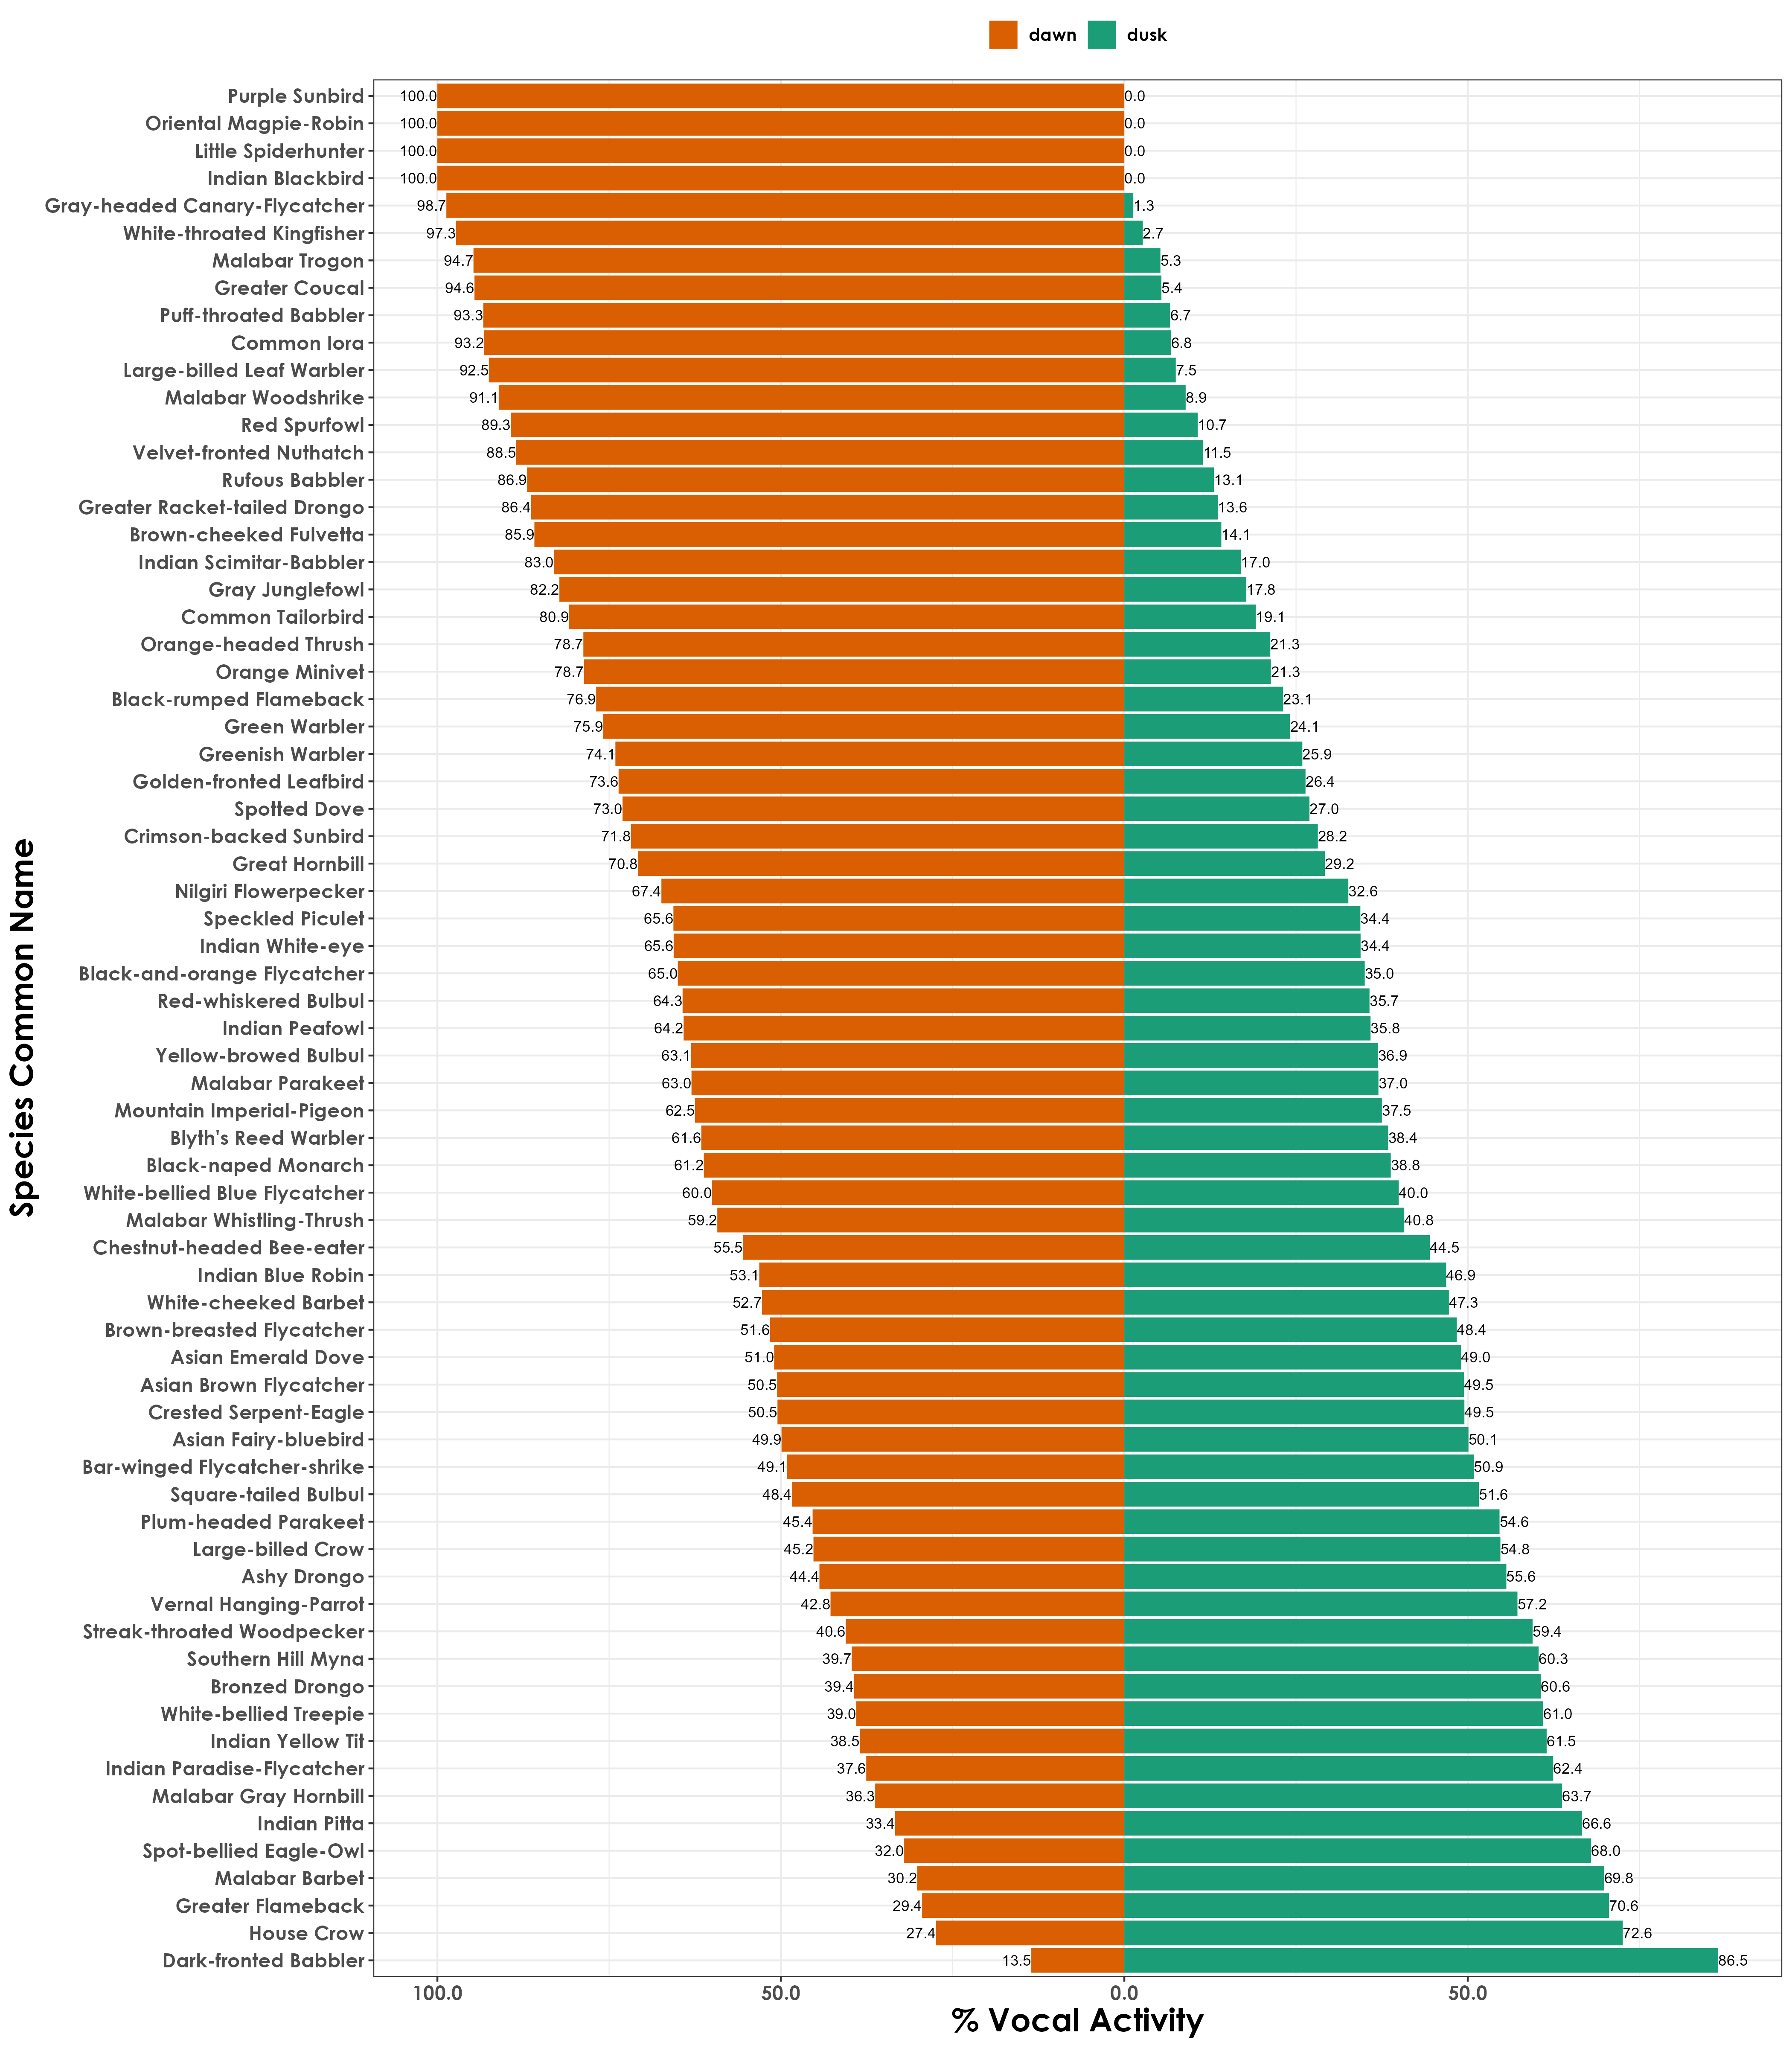 dawn dusk
Species Common Name
Purple Sunbird 100.0 0.0
Oriental Magpie-Robin 100.0 0.0
Little Spiderhunter 100.0 0.0
Indian Blackbird 100.0 0.0
Gray-headed Canary-Flycatcher 98.7 1.3
White-throated Kingfisher 97.3 2.7
Malabar Trogon 94.7 5.3
Greater Coucal 94.6 5.4
Puff-throated Babbler 93.3 6.7
Common Iora 93.2 6.8
Large-billed Leaf Warbler 92.5 7.5
Malabar Woodshrike 91.1 8.9
Red Spurfowl 89.3 10.7
Velvet-fronted Nuthatch 88.5 11.5
Rufous Babbler 86.9 13.1
Greater Racket-tailed Drongo 86.4 13.6
Brown-cheeked Fulvetta 85.9 14.1
Indian Scimitar-Babbler 83.0 17.0
Gray Junglefowl 82.2 17.8
Common Tailorbird 80.9 19.1
Orange-headed Thrush 78.7 21.3
Orange Minivet 78.7 21.3
Black-rumped Flameback 76.9 23.1
Green Warbler 75.9 24.1
Greenish Warbler 74.1 25.9
Golden-fronted Leafbird 73.6 26.4
Spotted Dove 73.0 27.0
Crimson-backed Sunbird 71.8 28.2
Great Hornbill 70.8 29.2
Nilgiri Flowerpecker 67.4 32.6
Speckled Piculet 65.6 34.4
Indian White-eye 65.6 34.4
Black-and-orange Flycatcher 65.0 35.0
Red-whiskered Bulbul 64.3 35.7
Indian Peafowl 64.2 35.8
Yellow-browed Bulbul 63.1 36.9
Malabar Parakeet 63.0 37.0
Mountain Imperial-Pigeon 62.5 37.5
Blyth's Reed Warbler 61.6 38.4
Black-naped Monarch 61.2 38.8
White-bellied Blue Flycatcher 60.0 40.0
Malabar Whistling-Thrush 59.2 40.8
Chestnut-headed Bee-eater 55.5 44.5
Indian Blue Robin 53.1 46.9
White-cheeked Barbet 52.7 47.3
Brown-breasted Flycatcher 51.6 48.4
Asian Emerald Dove 51.0 49.0
Asian Brown Flycatcher 50.5 49.5
Crested Serpent-Eagle 50.5 49.5
Asian Fairy-bluebird 49.9 50.1
Bar-winged Flycatcher-shrike 49.1 50.9
Square-tailed Bulbul 48.4 51.6
Plum-headed Parakeet 45.4 54.6
Large-billed Crow 45.2 54.8
Ashy Drongo 44.4 55.6
Vernal Hanging-Parrot 42.8 57.2
Streak-throated Woodpecker 40.6 59.4
Southern Hill Myna 39.7 60.3
Bronzed Drongo 39.4 60.6
White-bellied Treepie 39.0 61.0
Indian Yellow Tit 38.5 61.5
Indian Paradise-Flycatcher 37.6 62.4
Malabar Gray Hornbill 36.3 63.7
Indian Pitta 33.4 66.6
Spot-bellied Eagle-Owl 32.0 68.0
Malabar Barbet 30.2 69.8
Greater Flameback 29.4 70.6
House Crow 27.4 72.6
Dark-fronted Babbler 13.5 86.5
100.0 50.0 0.0 50.0
% Vocal Activity